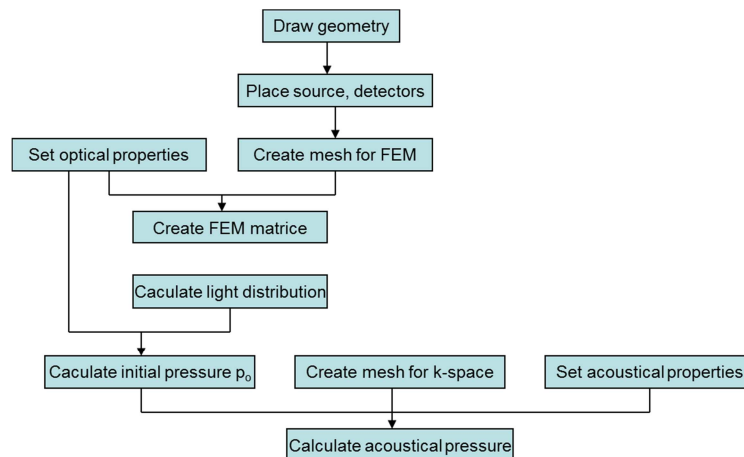 Draw geometry
Place source, detectors
Set optical properties
Create mesh for FEM
Create FEM matrice
Caculate light distribution
Caculate initial pressure pₒ
Create mesh for k-space
Set acoustical properties
Calculate acoustical pressure